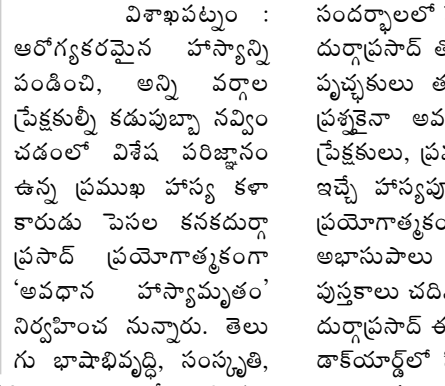 విశాఖపట్నం :
ఆరోగ్యకరమైన హాస్యాన్ని
పండించి, అన్ని వర్గాల
ప్రేక్షకుల్నీ కడుపుబ్బా నవ్విం
చడంలో విశేష పరిజ్ఞానం
ఉన్న ప్రముఖ హాస్య కళా
కారుడు పెసల కనకదుర్గా
ప్రసాద్ ప్రయోగాత్మకంగా
‘అవధాన హాస్యామృతం’
నిర్వహించ నున్నారు. తెలు
గు భాషాభివృద్ధి, సంస్కృతి,
సందర్భాలలో
దుర్గాప్రసాద్
పృచ్ఛకులు
ప్రశ్నకైనా
ప్రేక్షకులు,
ఇచ్చే
ప్రయోగాత్మకం
అభాసుపాలు
పుస్తకాలు
దుర్గాప్రసాద్
డాక్‌యార్డ్‌లో